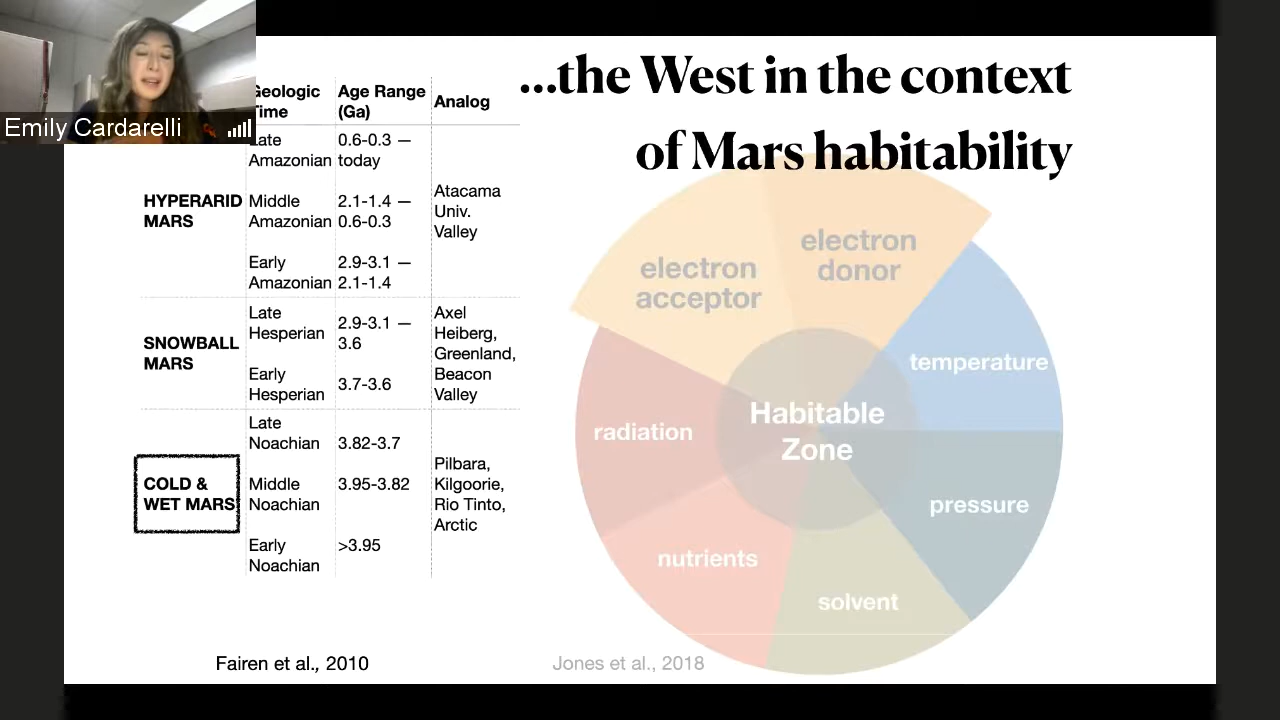 Emily Cardarelli
...the West in the context
of Mars habitability
Geologic
Time
Age Range
(Ga)
Analog
HYPERARID
MARS
Late
Amazonian
0.6-0.3 —
today
Middle
Amazonian
2.1-1.4 —
0.6-0.3
Early
Amazonian
2.9-3.1 —
2.1-1.4
Atacama
Univ.
Valley
SNOWBALL
MARS
Late
Hesperian
2.9-3.1 —
3.6
Early
Hesperian
3.7-3.6
Axel
Heiberg,
Greenland,
Beacon
Valley
COLD &
WET MARS
Late
Noachian
3.82-3.7
Middle
Noachian
3.95-3.82
Early
Noachian
>3.95
Pilbara,
Kilgoorie,
Rio Tinto,
Arctic
electron
acceptor
electron
donor
temperature
radiation
Habitable
Zone
pressure
nutrients
solvent
Fairen et al., 2010
Jones et al., 2018